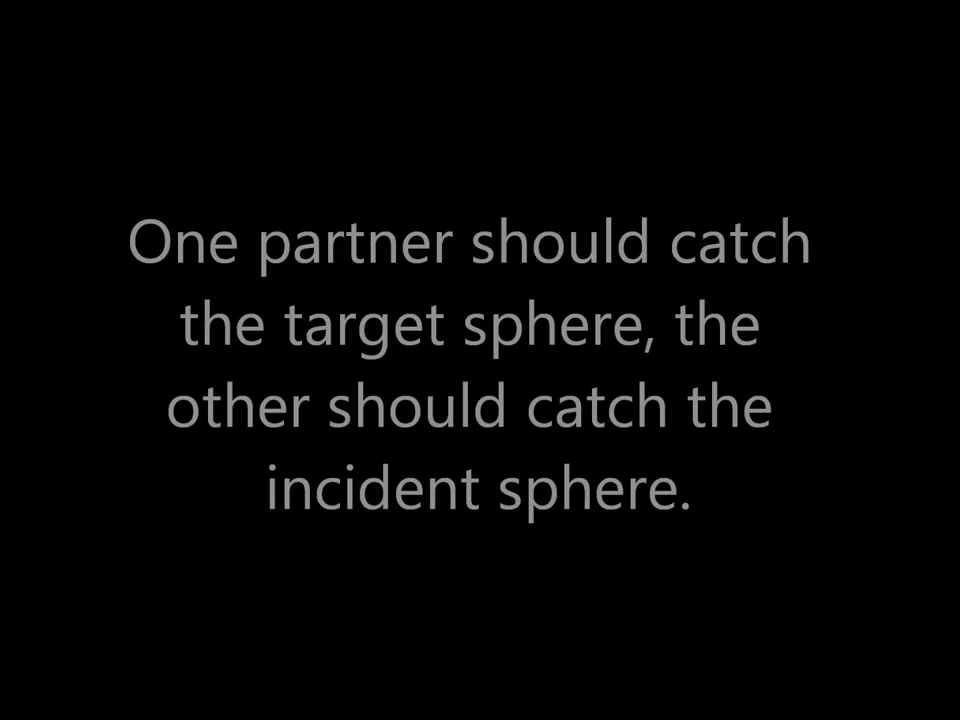 One partner should catch
the target sphere, the
other should catch the
incident sphere.